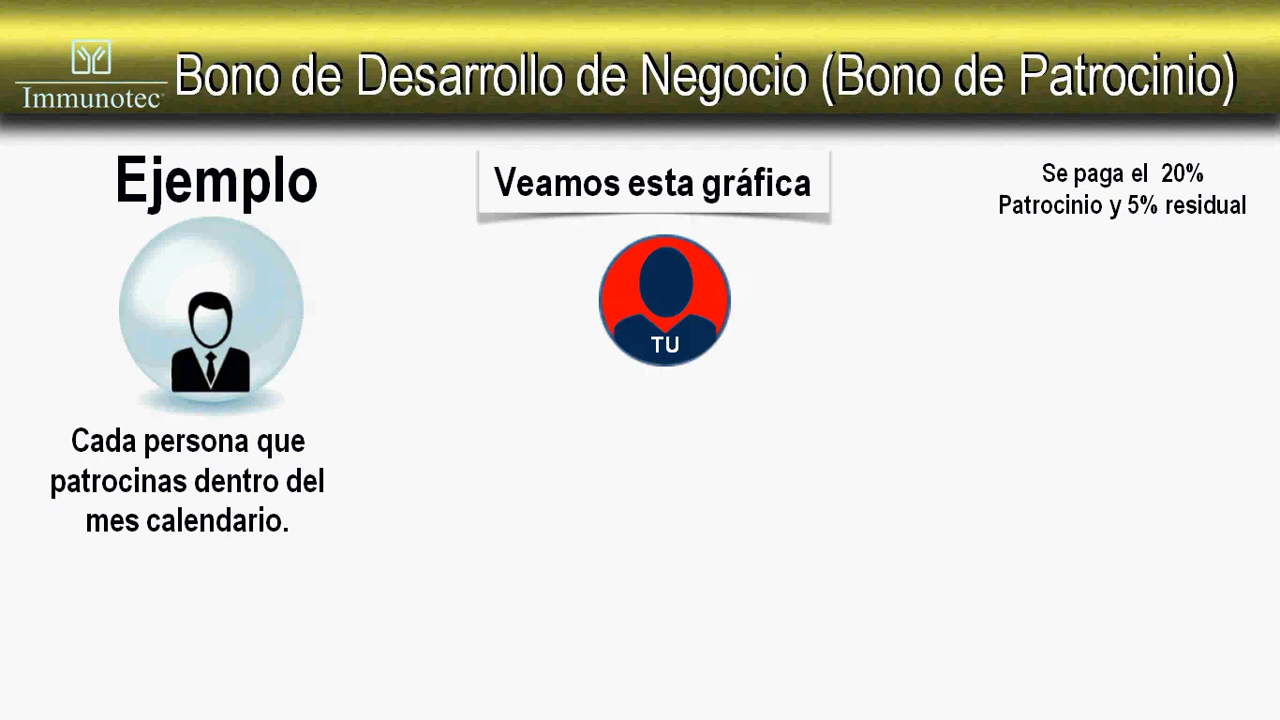 Immunotec
Bono de Desarrollo de Negocio (Bono de Patrocinio)
Ejemplo
Veamos esta gráfica
Se paga el 20%
Patrocinio y 5% residual
TU
Cada persona que
patrocinas dentro del
mes calendario.